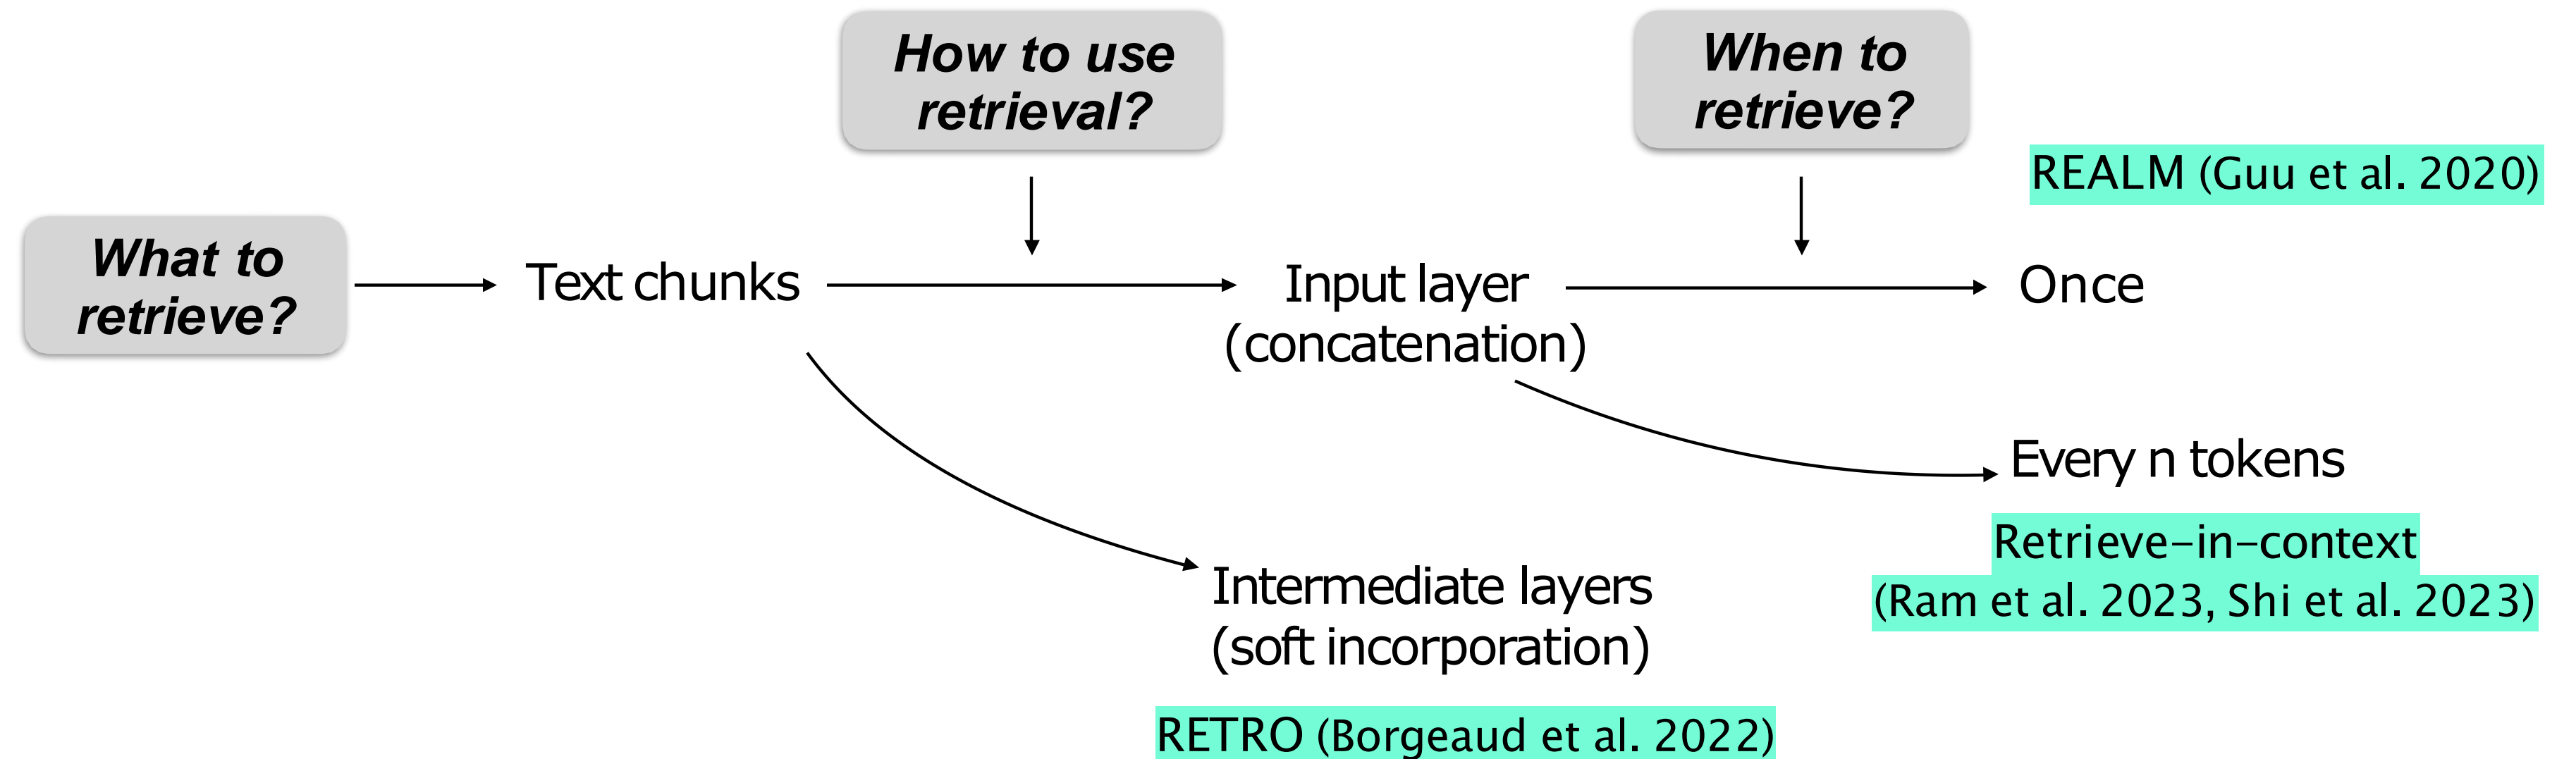 How to use
retrieval?
When to
retrieve?
REALM (Guu et al. 2020)
What to
retrieve?
Text chunks
Input layer
(concatenation)
Once
Every n tokens
Retrieve-in-context
(Ram et al. 2023, Shi et al. 2023)
Intermediate layers
(soft incorporation)
RETRO (Borgeaud et al. 2022)